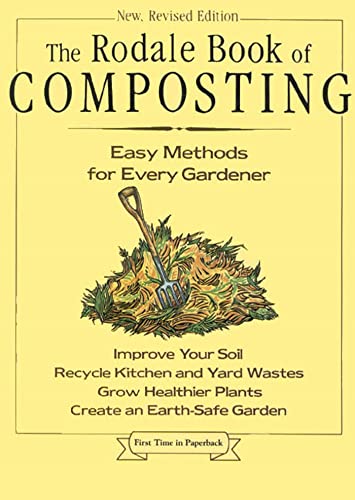 New, Revised Edition
The Rodale Book of
COMPOSTING
Easy Methods
for Every Gardener
Improve Your Soil
Recycle Kitchen and Yard Wastes
Grow Healthier Plants
Create an Earth-Safe Garden
First Time in Paperback